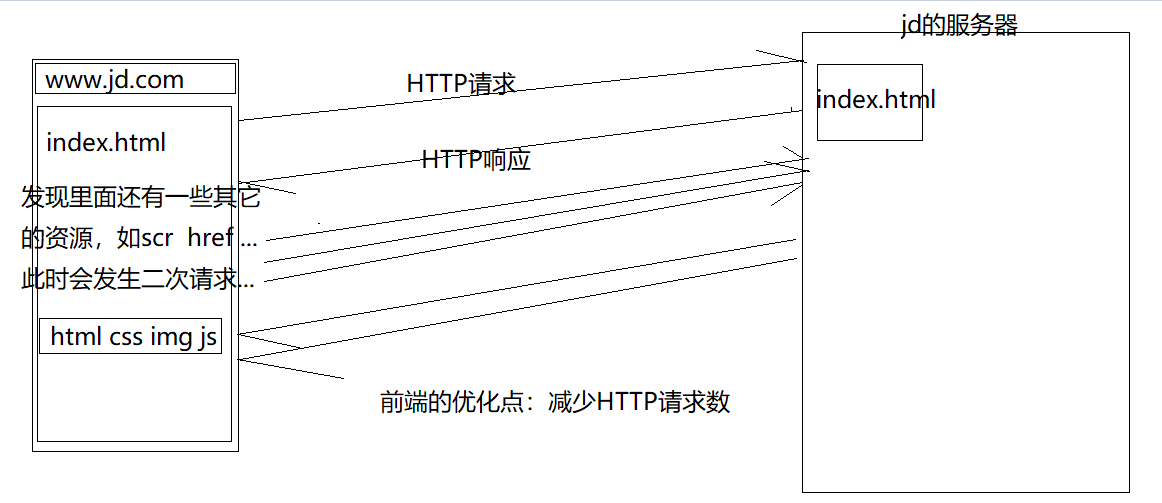 jd的服务器
www.jd.com
HTTP请求
index.html
index.html
HTTP响应
发现里面还有一些其它
的资源，如scr href ...
此时会发生二次请求...
html css img js
前端的优化点：减少HTTP请求数